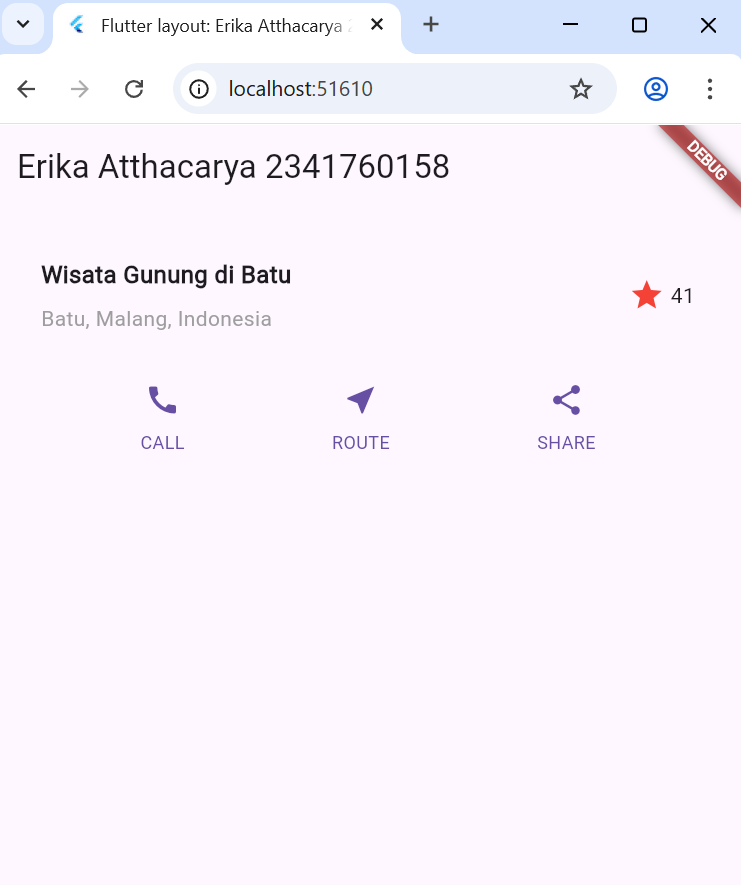 Flutter layout: Erika Atthacarya
localhost:51610
DEBUG
Erika Atthacarya 2341760158
Wisata Gunung di Batu
41
Batu, Malang, Indonesia
CALL ROUTE SHARE